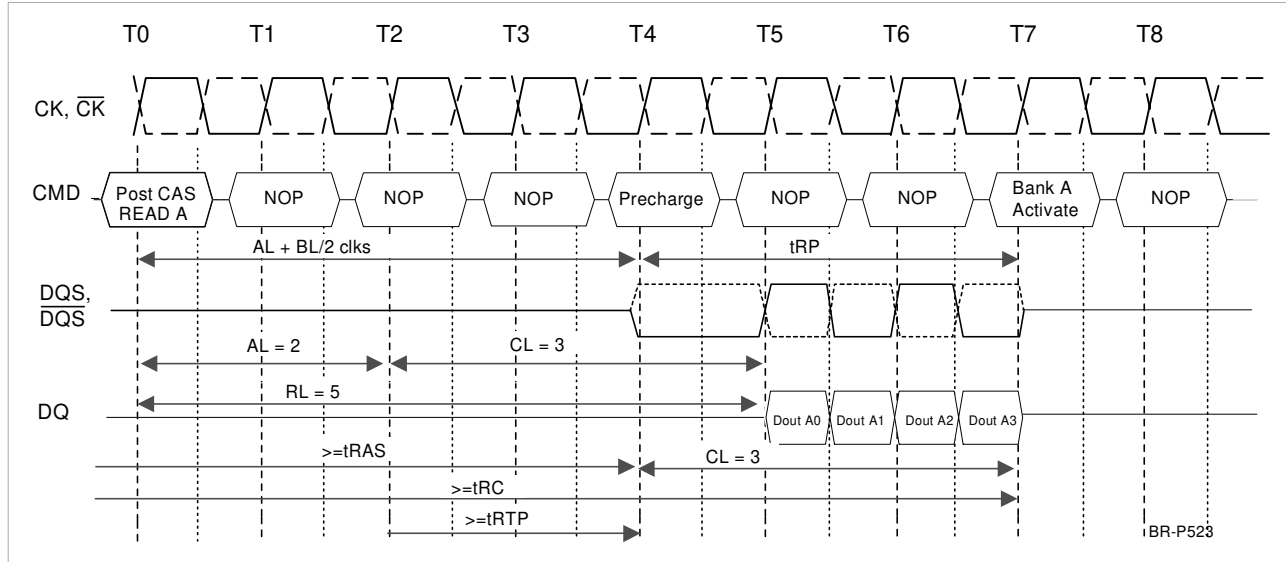 T0 T1 T2 T3 T4 T5 T6 T7 T8
CK, CK
CMD
Post CAS
READ A
NOP
NOP
NOP
Precharge
NOP
NOP
Bank A
Activate
NOP
AL + BL/2 clks
tRP
DQS,
DQS
AL = 2
CL = 3
RL = 5
DQ
Dout A0
Dout A1
Dout A2
Dout A3
>=tRAS
CL = 3
>=tRC
>=tRTP
BR-P523